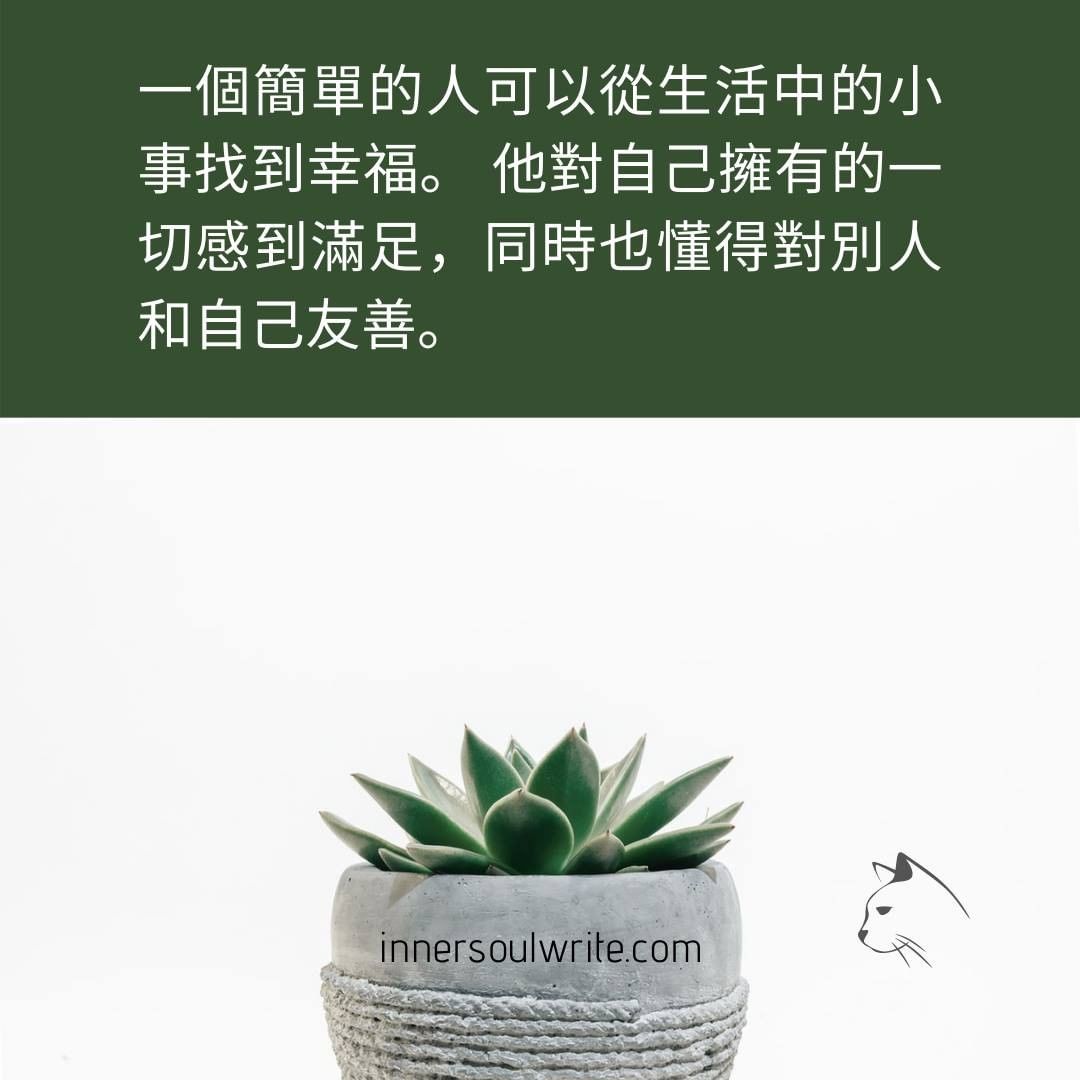 一個簡單的人可以從生活中的小
事找到幸福。 他對自己擁有的一
切感到滿足，同時也懂得對別人
和自己友善。
innersoulwrite.com